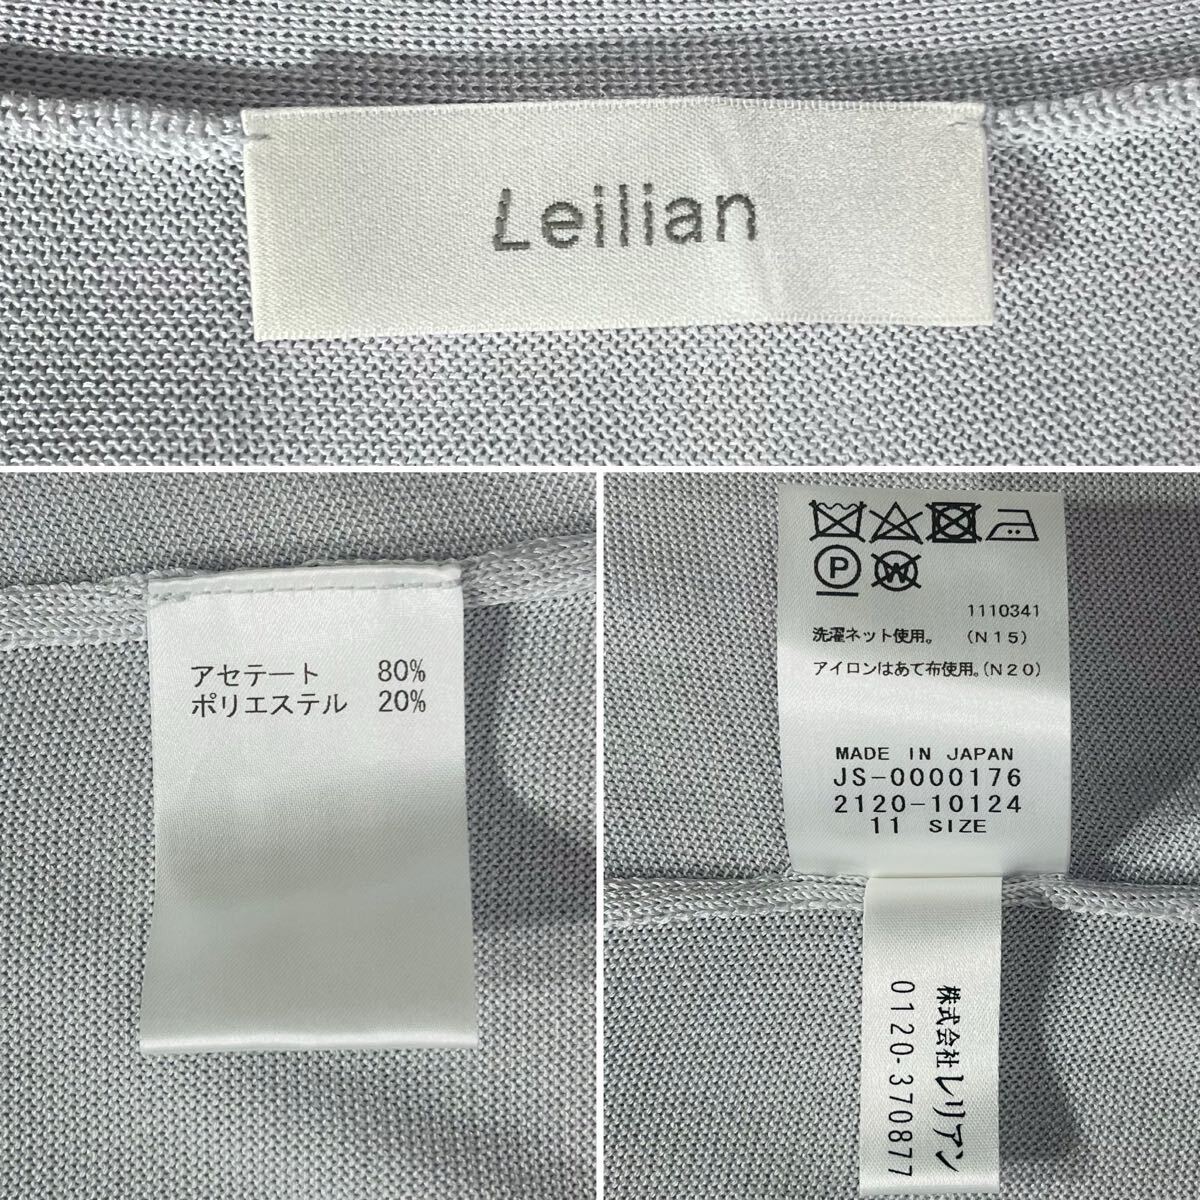 Leilian
アセテート 80%
ポリエステル 20%
P W
1110341
洗濯ネット使用。 (N15)
アイロンはあて布使用。(N20)
MADE IN JAPAN
JS-0000176
2120-10124
11 SIZE
株式会社レリアン
0120-370877